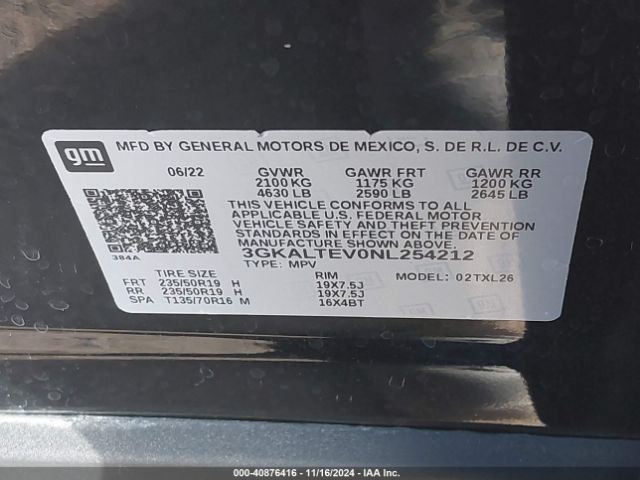 gm
MFD BY GENERAL MOTORS DE MEXICO, S. DE R.L. DE C.V.
06/22 GVWR GAWR FRT GAWR RR
2100 KG 1175 KG 1200 KG
4630 LB 2590 LB 2645 LB
THIS VEHICLE CONFORMS TO ALL
APPLICABLE U.S. FEDERAL MOTOR
VEHICLE SAFETY AND THEFT PREVENTION
STANDARDS IN EFFECT ON THE DATE OF
MANUFACTURE SHOWN ABOVE.
384A
3GKALTEV0NL254212
TYPE: MPV MODEL: 02TXL26
TIRE SIZE RIM
FRT 235/50R19 H 19X7.5J
RR 235/50R19 H 19X7.5J
SPA T135/70R16 M 16X4BT
000-40876416 - 11/16/2024 - IAA Inc.